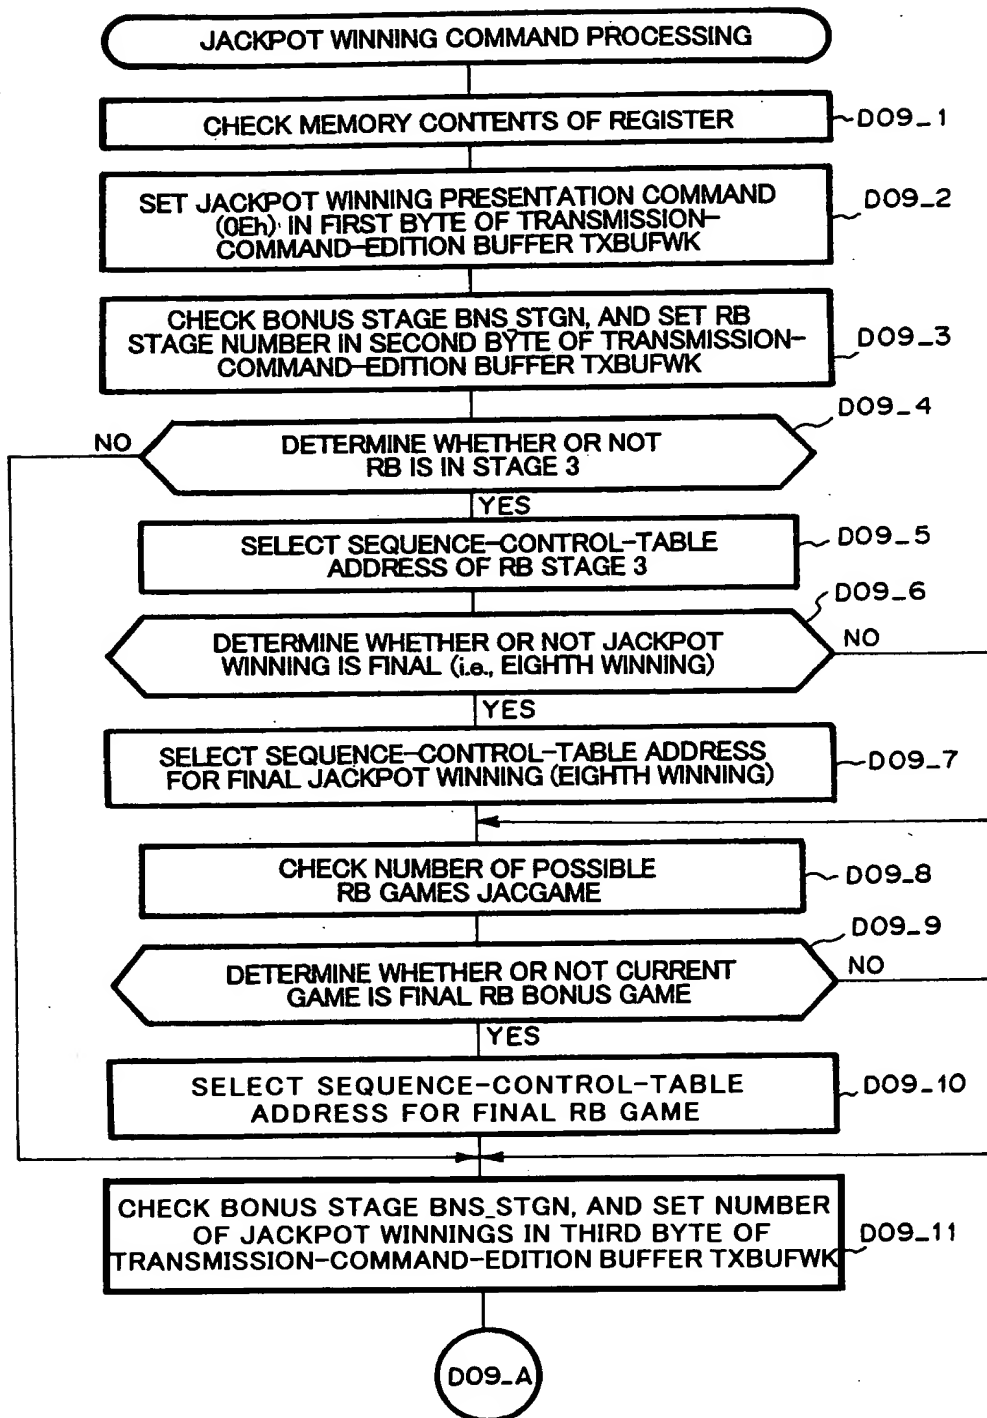 JACKPOT WINNING COMMAND PROCESSING
CHECK MEMORY CONTENTS OF REGISTER
D09_1
SET JACKPOT WINNING PRESENTATION COMMAND
(0Eh) IN FIRST BYTE OF TRANSMISSION-
COMMAND-EDITION BUFFER TXBUFWK
D09_2
CHECK BONUS STAGE BNS_STGN, AND SET RB
STAGE NUMBER IN SECOND BYTE OF TRANSMISSION-
COMMAND-EDITION BUFFER TXBUFWK
D09_3
D09_4
NO
DETERMINE WHETHER OR NOT
RB IS IN STAGE 3
YES
SELECT SEQUENCE-CONTROL-TABLE
ADDRESS OF RB STAGE 3
D09_5
D09_6
DETERMINE WHETHER OR NOT JACKPOT
WINNING IS FINAL (i.e., EIGHTH WINNING)
NO
YES
SELECT SEQUENCE-CONTROL-TABLE ADDRESS
FOR FINAL JACKPOT WINNING (EIGHTH WINNING)
D09_7
CHECK NUMBER OF POSSIBLE
RB GAMES JACGAME
D09_8
D09_9
DETERMINE WHETHER OR NOT CURRENT
GAME IS FINAL RB BONUS GAME
NO
YES
SELECT SEQUENCE-CONTROL-TABLE
ADDRESS FOR FINAL RB GAME
D09_10
CHECK BONUS STAGE BNS_STGN, AND SET NUMBER
OF JACKPOT WINNINGS IN THIRD BYTE OF
TRANSMISSION-COMMAND-EDITION BUFFER TXBUFWK
D09_11
D09_A